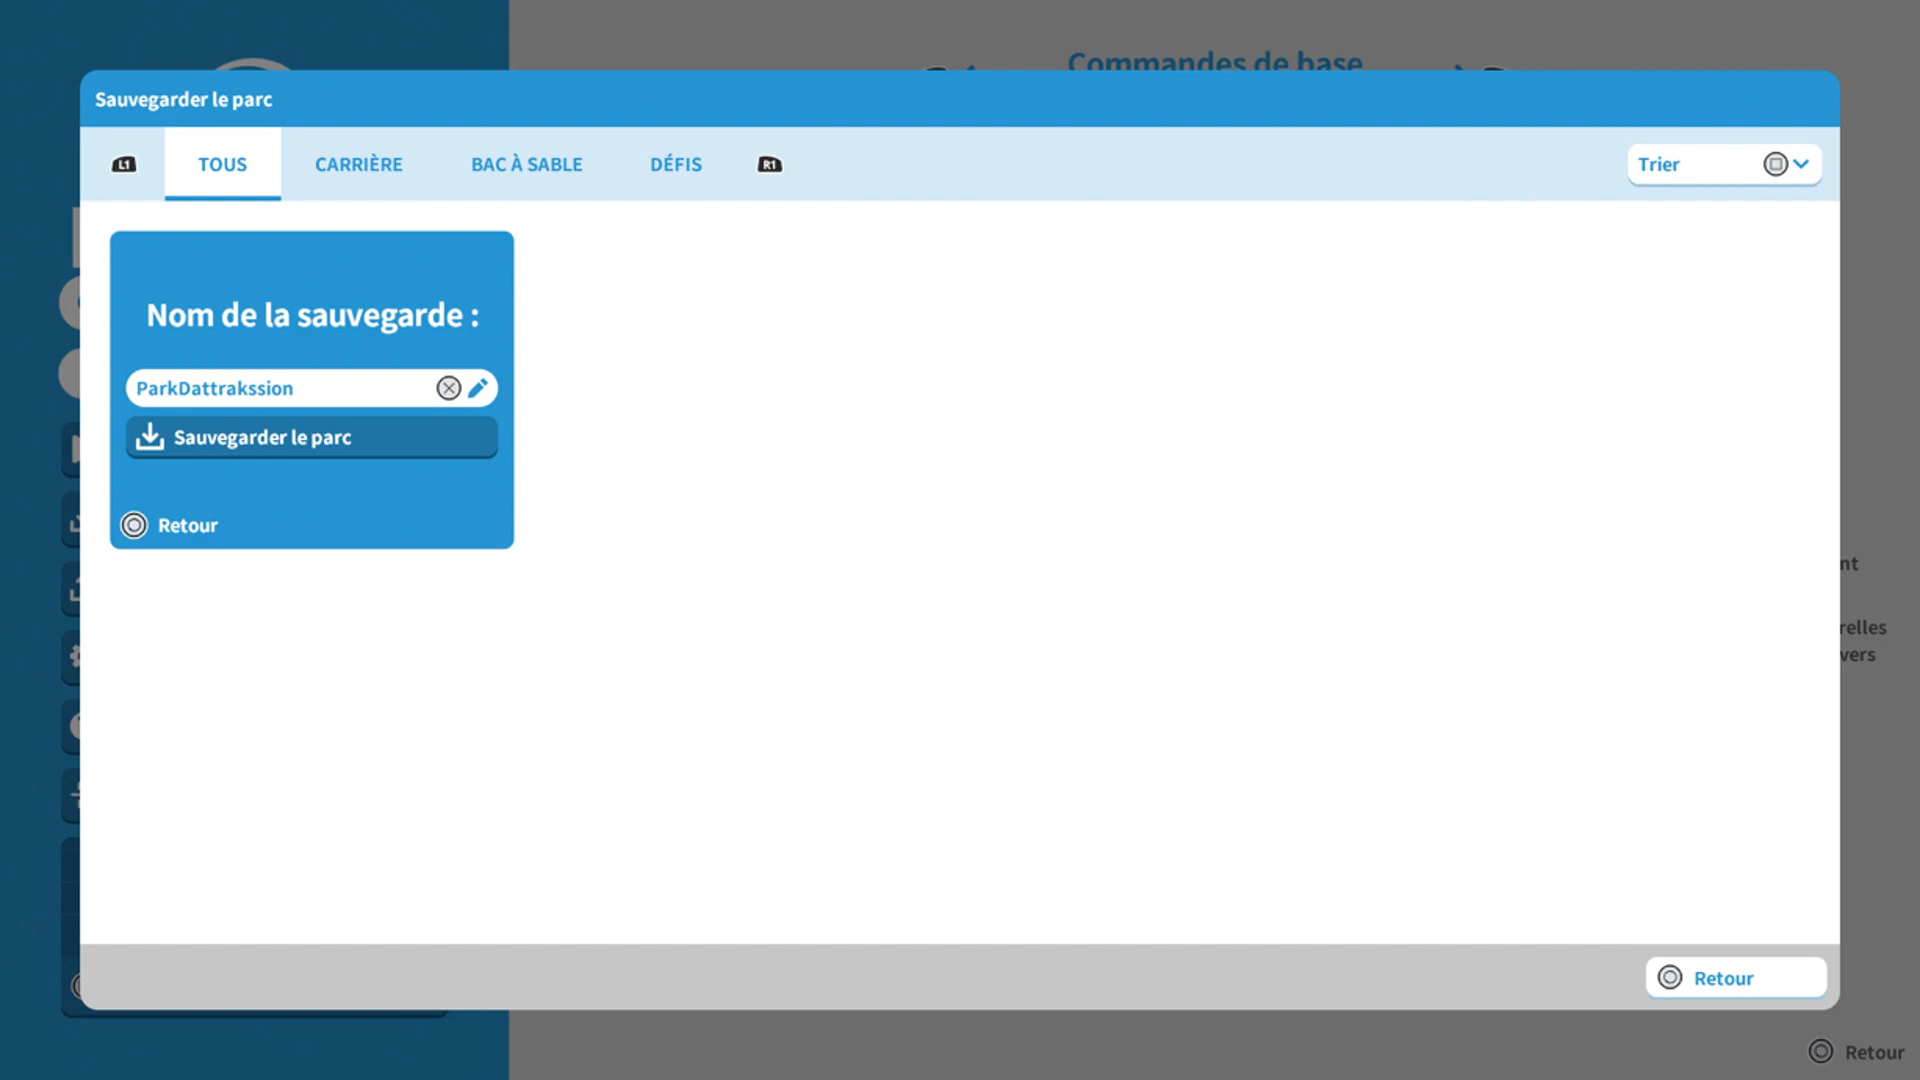 Commandes de base
Sauvegarder le parc
L1
TOUS
CARRIÈRE
BAC À SABLE
DÉFIS
R1
Trier
Nom de la sauvegarde :
ParkDattrakssion
Sauvegarder le parc
Retour
nt
relles
vers
Retour
Retour